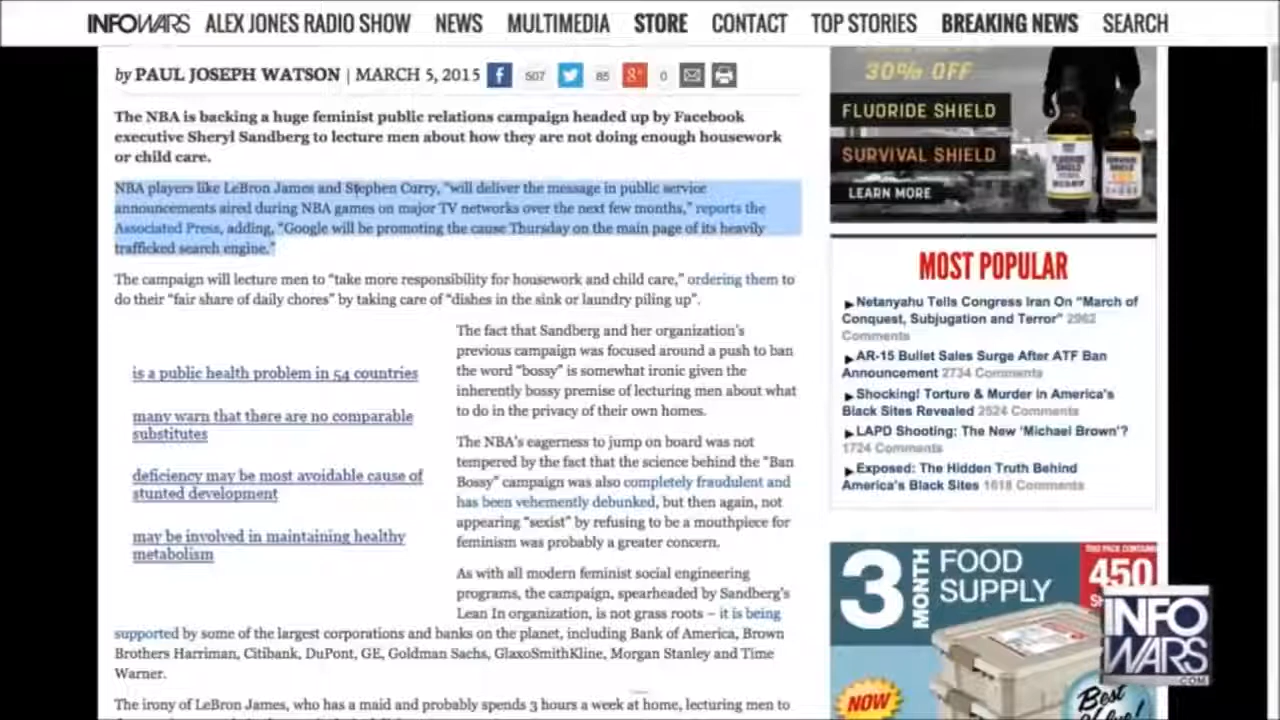 INFOWARS ALEX JONES RADIO SHOW NEWS MULTIMEDIA STORE CONTACT TOP STORIES BREAKING NEWS SEARCH
by PAUL JOSEPH WATSON | MARCH 5, 2015 507 85 0
The NBA is backing a huge feminist public relations campaign headed up by Facebook
executive Sheryl Sandberg to lecture men about how they are not doing enough housework
or child care.
NBA players like LeBron James and Stephen Curry, “will deliver the message in public service
announcements aired during NBA games on major TV networks over the next few months,” reports the
Associated Press, adding, “Google will be promoting the cause Thursday on the main page of its heavily
trafficked search engine.”
The campaign will lecture men to “take more responsibility for housework and child care,” ordering them to
do their “fair share of daily chores” by taking care of “dishes in the sink or laundry piling up”.
is a public health problem in 54 countries
many warn that there are no comparable
substitutes
deficiency may be most avoidable cause of
stunted development
may be involved in maintaining healthy
metabolism
The fact that Sandberg and her organization’s
previous campaign was focused around a push to ban
the word “bossy” is somewhat ironic given the
inherently bossy premise of lecturing men about what
to do in the privacy of their own homes.
The NBA’s eagerness to jump on board was not
tempered by the fact that the science behind the “Ban
Bossy” campaign was also completely fraudulent and
has been vehemently debunked, but then again, not
appearing “sexist” by refusing to be a mouthpiece for
feminism was probably a greater concern.
As with all modern feminist social engineering
programs, the campaign, spearheaded by Sandberg’s
Lean In organization, is not grass roots – it is being
supported by some of the largest corporations and banks on the planet, including Bank of America, Brown
Brothers Harriman, Citibank, DuPont, GE, Goldman Sachs, GlaxoSmithKline, Morgan Stanley and Time
Warner.
The irony of LeBron James, who has a maid and probably spends 3 hours a week at home, lecturing men to
30% OFF
FLUORIDE SHIELD
SURVIVAL SHIELD
LEARN MORE
FLUORIDE
SHIELD
MOST POPULAR
Netanyahu Tells Congress Iran On “March of
Conquest, Subjugation and Terror” 2962
Comments
AR-15 Bullet Sales Surge After ATF Ban
Announcement 2734 Comments
Shocking! Torture & Murder in America’s
Black Sites Revealed 2524 Comments
LAPD Shooting: The New ‘Michael Brown’?
1724 Comments
Exposed: The Hidden Truth Behind
America’s Black Sites 1618 Comments
3 MONTH FOOD
SUPPLY
THIS PACK CONTAINS
450
NOW
Best
Value!
INFO
WARS
.COM